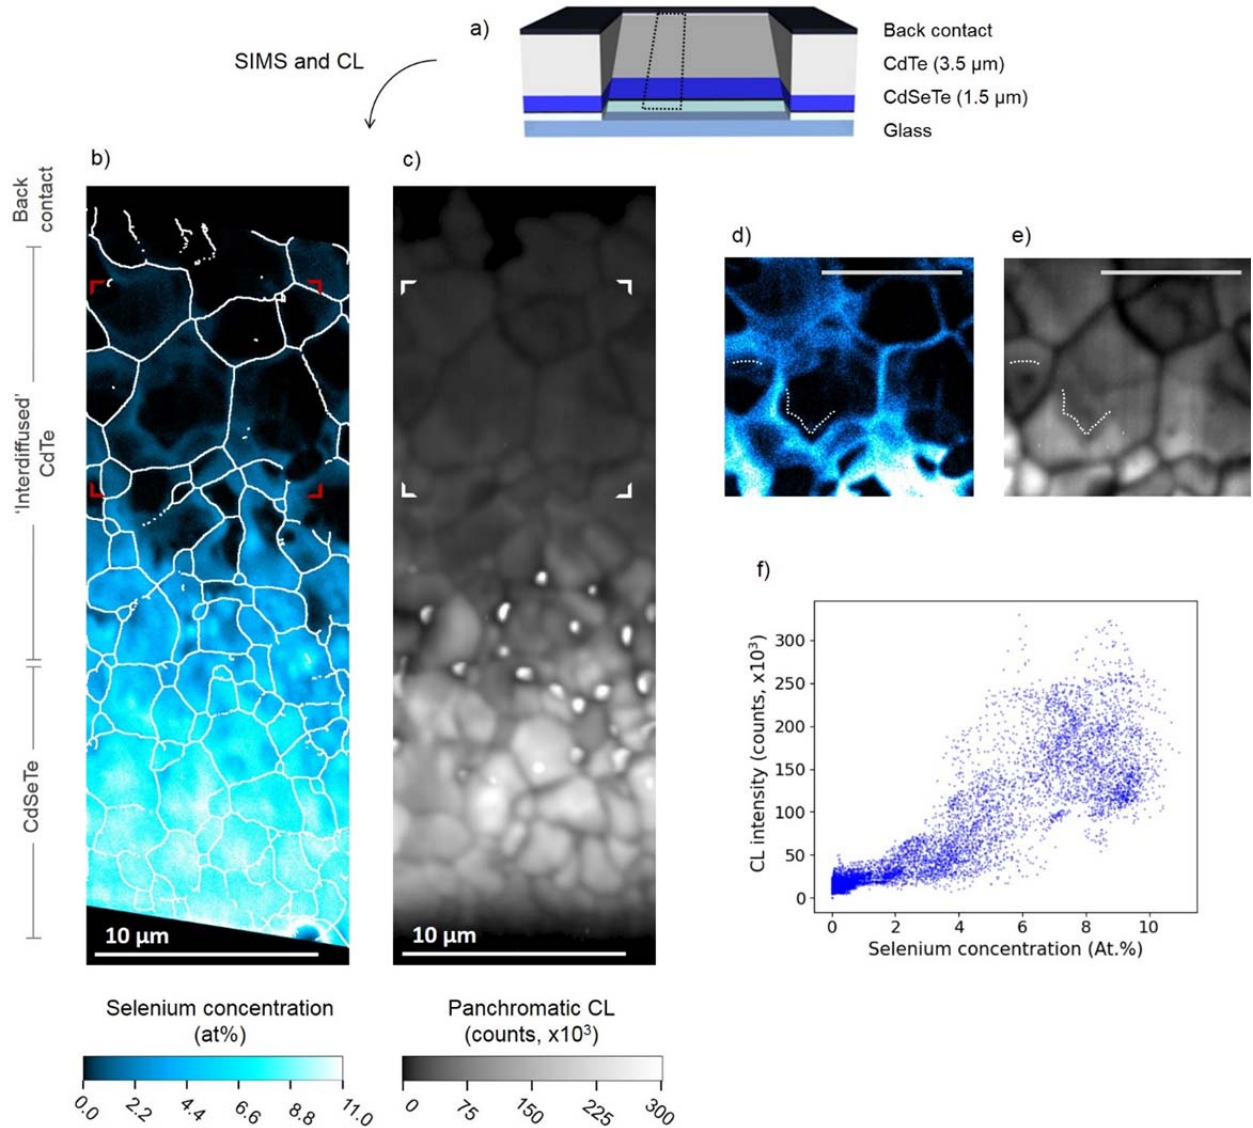 a)
Back contact
CdTe (3.5 µm)
CdSeTe (1.5 µm)
Glass
SIMS and CL
b)
c)
Back
contact
'Interdiffused'
CdTe
CdSeTe
10 µm
10 µm
d)
e)
f)
CL intensity (counts, x10³)
300
250
200
150
100
50
0
0 2 4 6 8 10
Selenium concentration (At.%)
Selenium concentration
(at%)
0.0 2.2 4.4 6.6 8.8 11.0
Panchromatic CL
(counts, x10³)
0 75 150 225 300